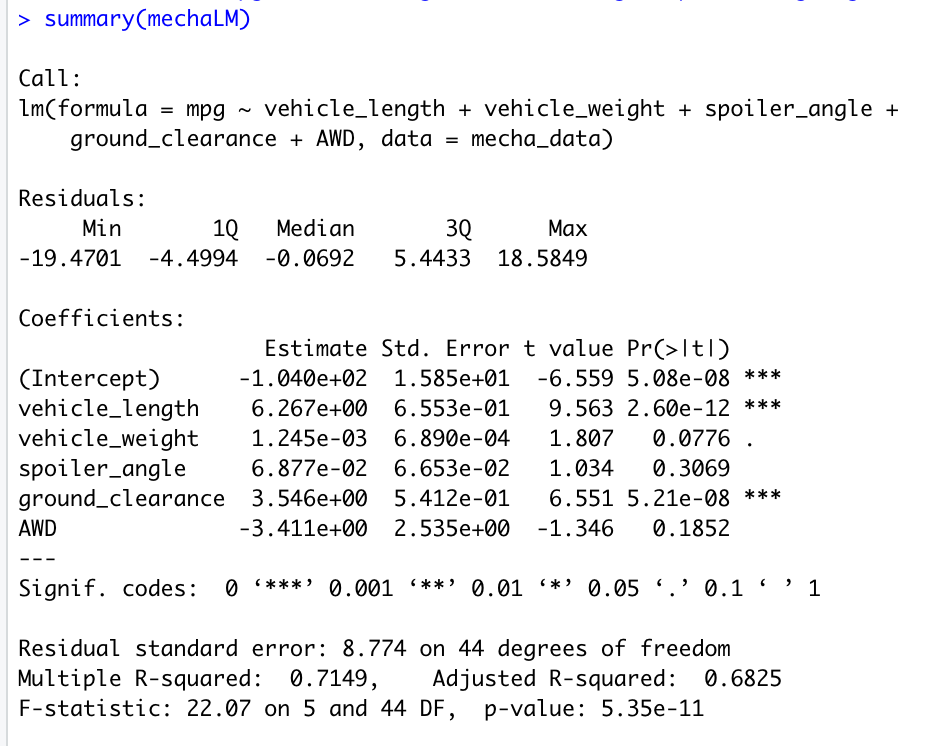 > summary(mechaLM)
Call:
lm(formula = mpg ~ vehicle_length + vehicle_weight + spoiler_angle +
    ground_clearance + AWD, data = mecha_data)
Residuals:
     Min       1Q   Median       3Q      Max
-19.4701  -4.4994  -0.0692   5.4433  18.5849
Coefficients:
                   Estimate Std. Error t value Pr(>|t|)
(Intercept)      -1.040e+02  1.585e+01  -6.559 5.08e-08 ***
vehicle_length    6.267e+00  6.553e-01   9.563 2.60e-12 ***
vehicle_weight    1.245e-03  6.890e-04   1.807   0.0776 .
spoiler_angle     6.877e-02  6.653e-02   1.034   0.3069
ground_clearance  3.546e+00  5.412e-01   6.551 5.21e-08 ***
AWD              -3.411e+00  2.535e+00  -1.346   0.1852
---
Signif. codes:  0 ‘***’ 0.001 ‘**’ 0.01 ‘*’ 0.05 ‘.’ 0.1 ‘ ’ 1
Residual standard error: 8.774 on 44 degrees of freedom
Multiple R-squared:  0.7149,    Adjusted R-squared:  0.6825
F-statistic: 22.07 on 5 and 44 DF,  p-value: 5.35e-11